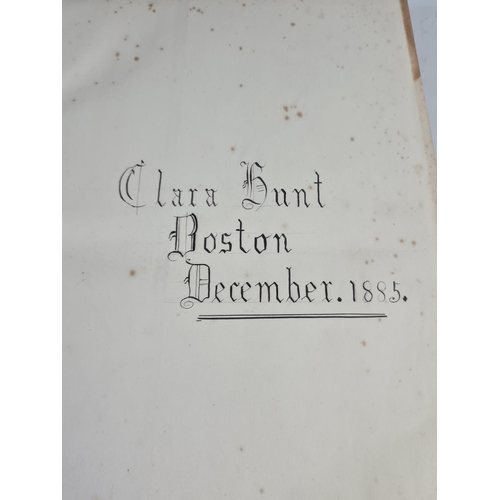 Clara Hunt
Boston
December. 1885.